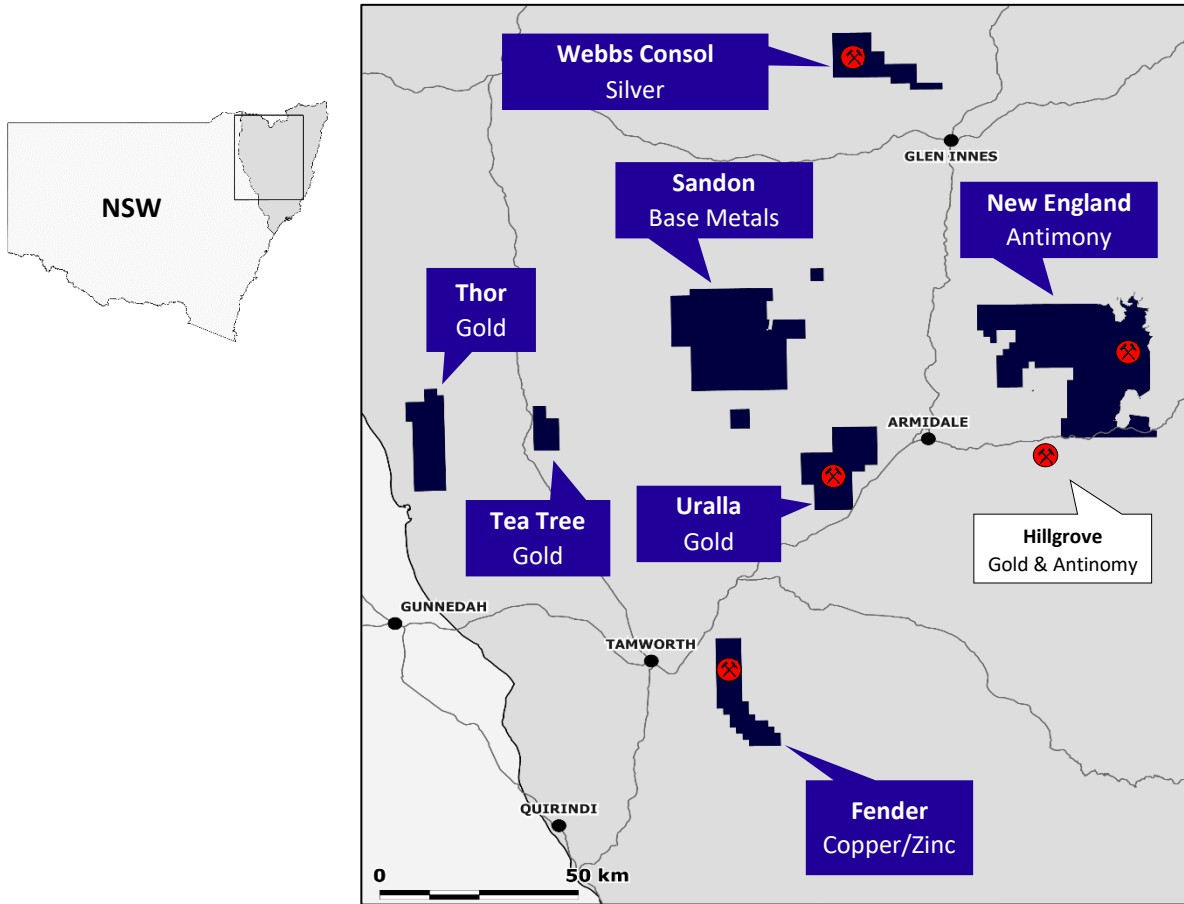 NSW
Webbs Consol
Silver
GLEN INNES
Sandon
Base Metals
New England
Antimony
Thor
Gold
ARMIDALE
Tea Tree
Gold
Uralla
Gold
Hillgrove
Gold & Antinomy
GUNNEDAH
TAMWORTH
Fender
Copper/Zinc
QUIRINDI
0
50 km